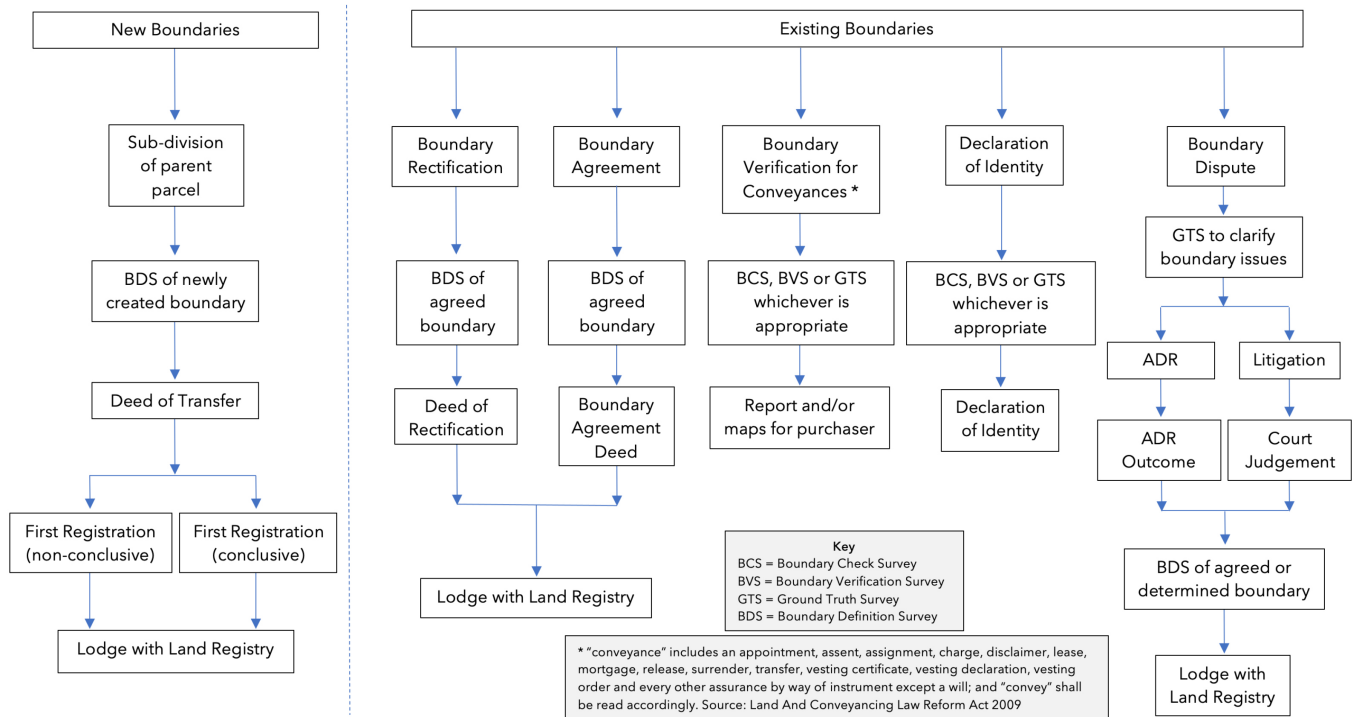 New Boundaries
Sub-division
of parent
parcel
BDS of newly
created boundary
Deed of Transfer
First Registration
(non-conclusive)
First Registration
(conclusive)
Lodge with Land Registry
Existing Boundaries
Boundary
Rectification
BDS of
agreed
boundary
Deed of
Rectification
Boundary
Agreement
BDS of
agreed
boundary
Boundary
Agreement
Deed
Lodge with Land Registry
Boundary
Verification for
Conveyances *
BCS, BVS or GTS
whichever is
appropriate
Report and/or
maps for purchaser
Declaration
of Identity
BCS, BVS or GTS
whichever is
appropriate
Declaration
of Identity
Boundary
Dispute
GTS to clarify
boundary issues
ADR
Litigation
ADR
Outcome
Court
Judgement
BDS of agreed or
determined boundary
Lodge with
Land Registry
Key
BCS = Boundary Check Survey
BVS = Boundary Verification Survey
GTS = Ground Truth Survey
BDS = Boundary Definition Survey
* “conveyance” includes an appointment, assent, assignment, charge, disclaimer, lease,
mortgage, release, surrender, transfer, vesting certificate, vesting declaration, vesting
order and every other assurance by way of instrument except a will; and “convey” shall
be read accordingly. Source: Land And Conveyancing Law Reform Act 2009